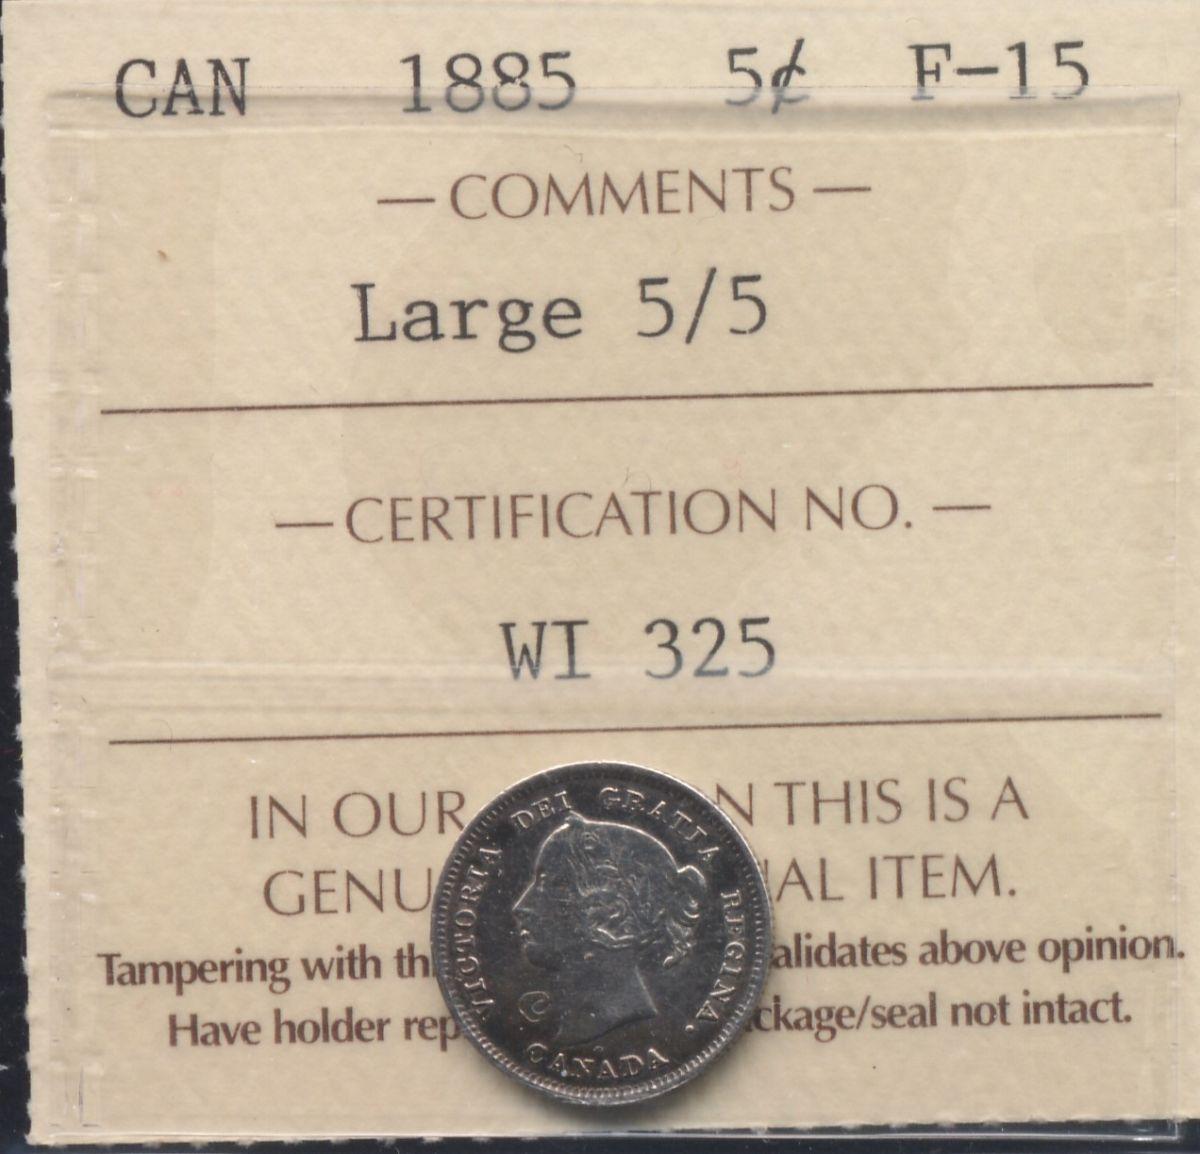 CAN 1885 5¢ F-15
— COMMENTS —
Large 5/5
— CERTIFICATION NO. —
WI 325
IN OUR N THIS IS A
GENU AL ITEM.
Tampering with th alidates above opinion.
Have holder rep ckage/seal not intact.
VICTORIA DEI GRATIA REGINA.
CANADA